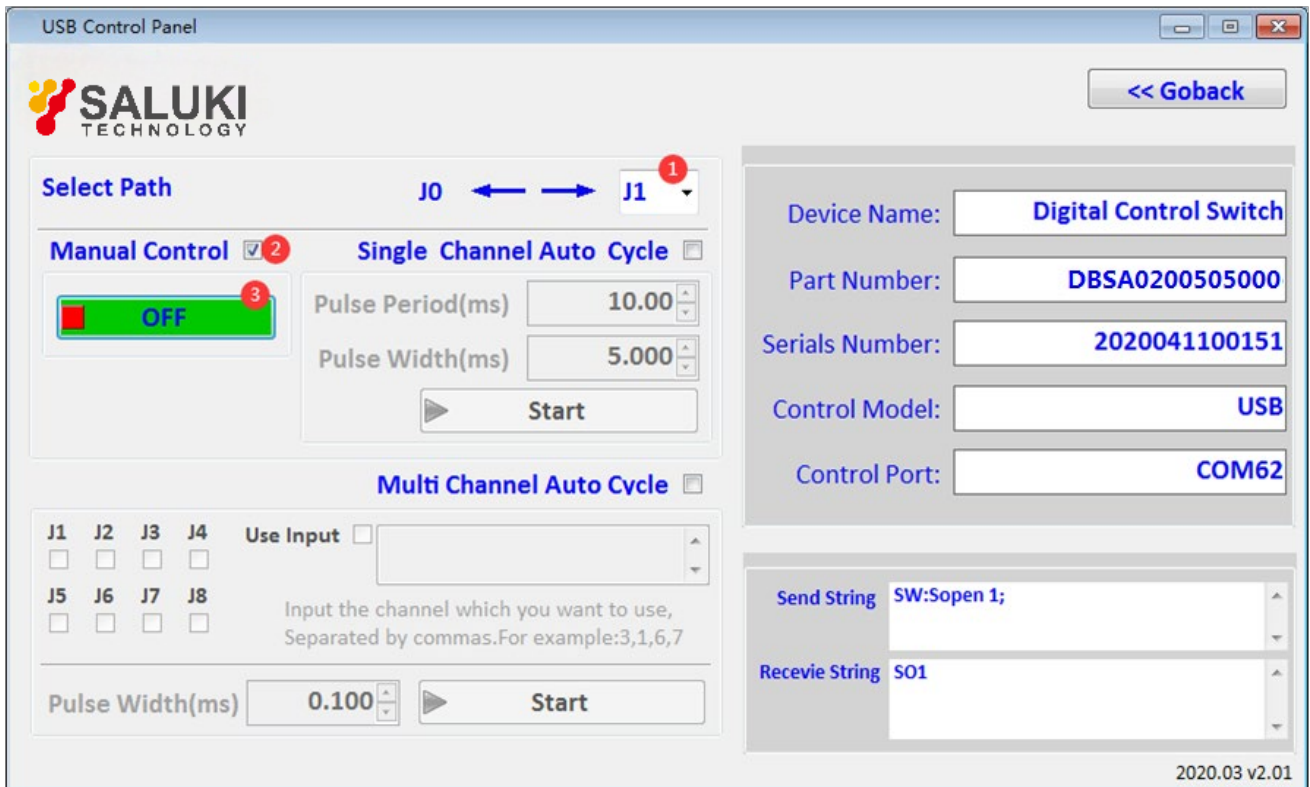 USB Control Panel
SALUKI
TECHNOLOGY
<< Goback
Select Path J0 J1 1
Manual Control 2 Single Channel Auto Cycle
OFF 3
Pulse Period(ms) 10.00
Pulse Width(ms) 5.000
Start
Multi Channel Auto Cycle
J1 J2 J3 J4 Use Input
J5 J6 J7 J8
Input the channel which you want to use,
Separated by commas.For example:3,1,6,7
Pulse Width(ms) 0.100 Start
Device Name: Digital Control Switch
Part Number: DBSA0200505000
Serials Number: 2020041100151
Control Model: USB
Control Port: COM62
Send String SW:Sopen 1;
Recevie String SO1
2020.03 v2.01